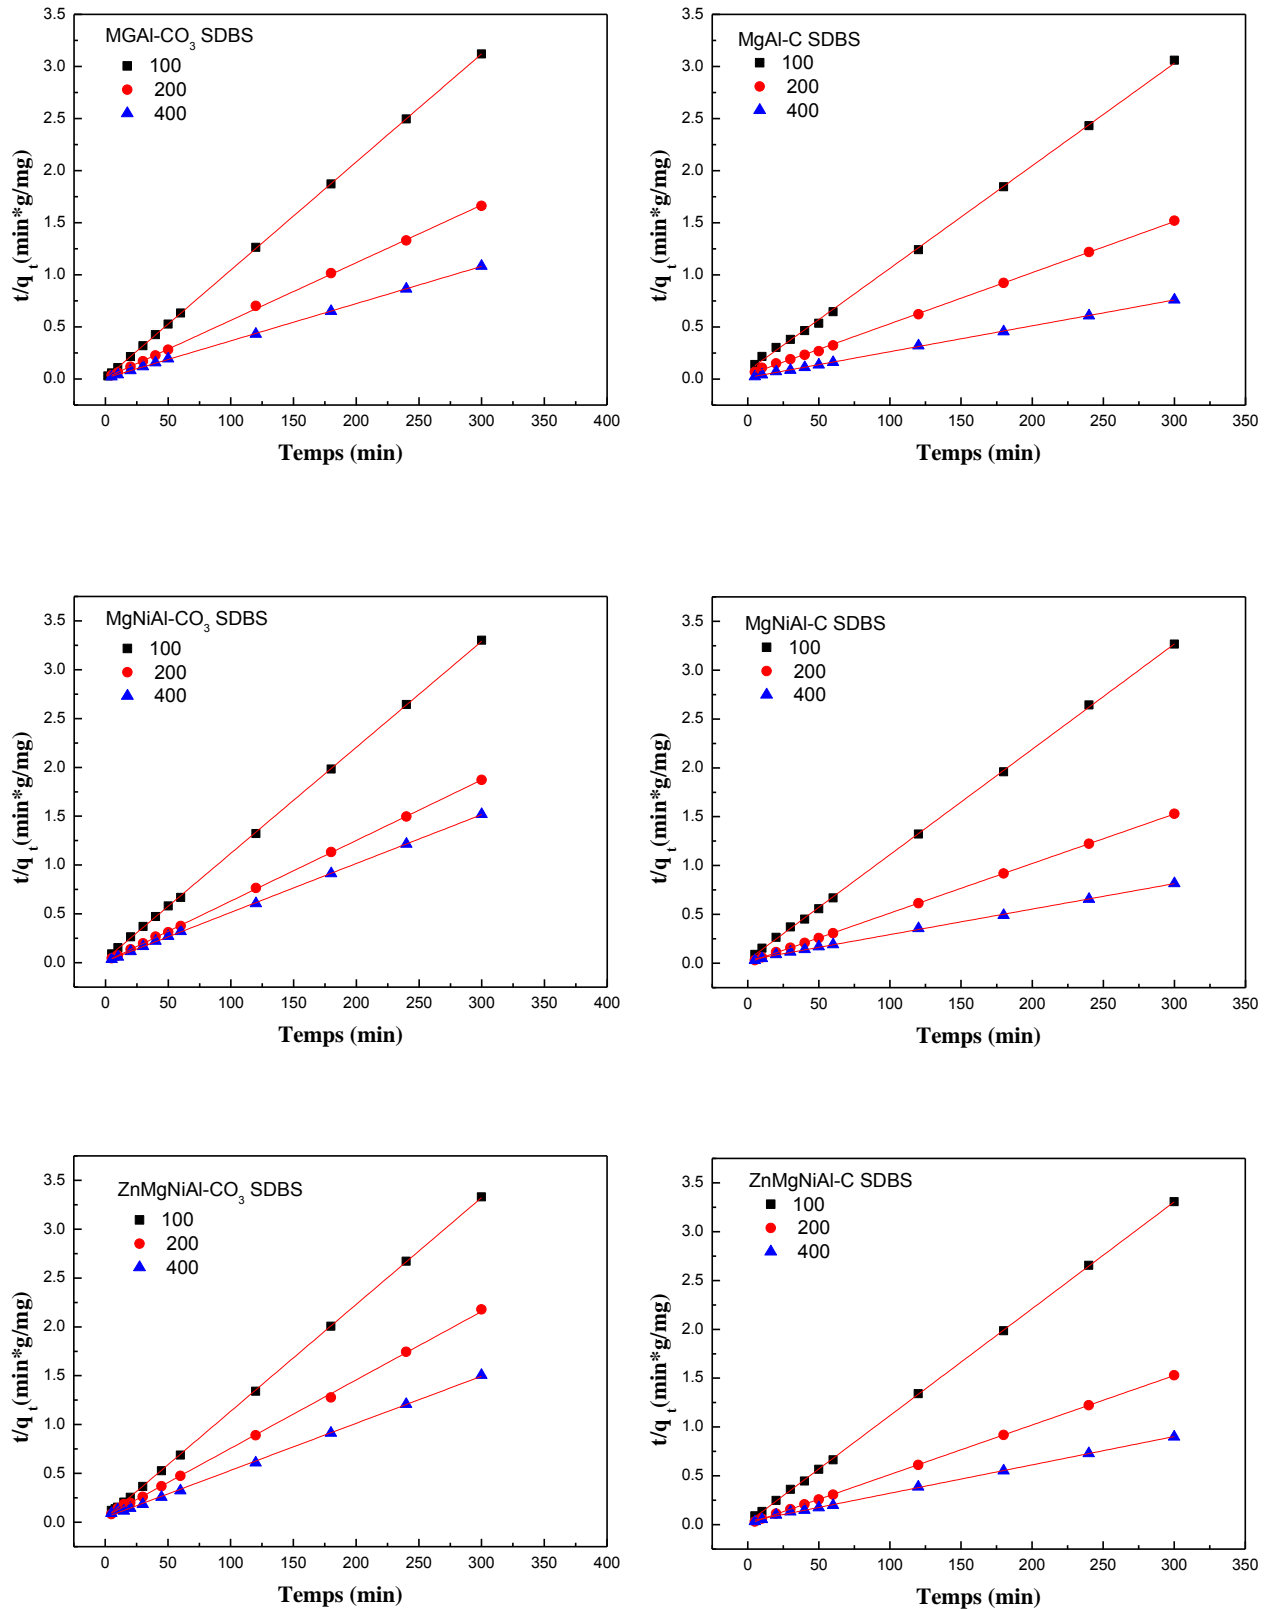 MGAl-CO3 SDBS
100
200
400
3.5
3.0
2.5
2.0
1.5
1.0
0.5
0.0
t/q t(min*g/mg)
0 50 100 150 200 250 300 350 400
Temps (min)
MgAl-C SDBS
100
200
400
3.5
3.0
2.5
2.0
1.5
1.0
0.5
0.0
t/q t(min*g/mg)
0 50 100 150 200 250 300 350
Temps (min)
MgNiAl-CO3 SDBS
100
200
400
3.5
3.0
2.5
2.0
1.5
1.0
0.5
0.0
t/q t(min*g/mg)
0 50 100 150 200 250 300 350 400
Temps (min)
MgNiAl-C SDBS
100
200
400
3.5
3.0
2.5
2.0
1.5
1.0
0.5
0.0
t/q t(min*g/mg)
0 50 100 150 200 250 300 350
Temps (min)
ZnMgNiAl-CO3 SDBS
100
200
400
3.5
3.0
2.5
2.0
1.5
1.0
0.5
0.0
t/q t(min*g/mg)
0 50 100 150 200 250 300 350 400
Temps (min)
ZnMgNiAl-C SDBS
100
200
400
3.5
3.0
2.5
2.0
1.5
1.0
0.5
0.0
t/q t(min*g/mg)
0 50 100 150 200 250 300 350
Temps (min)